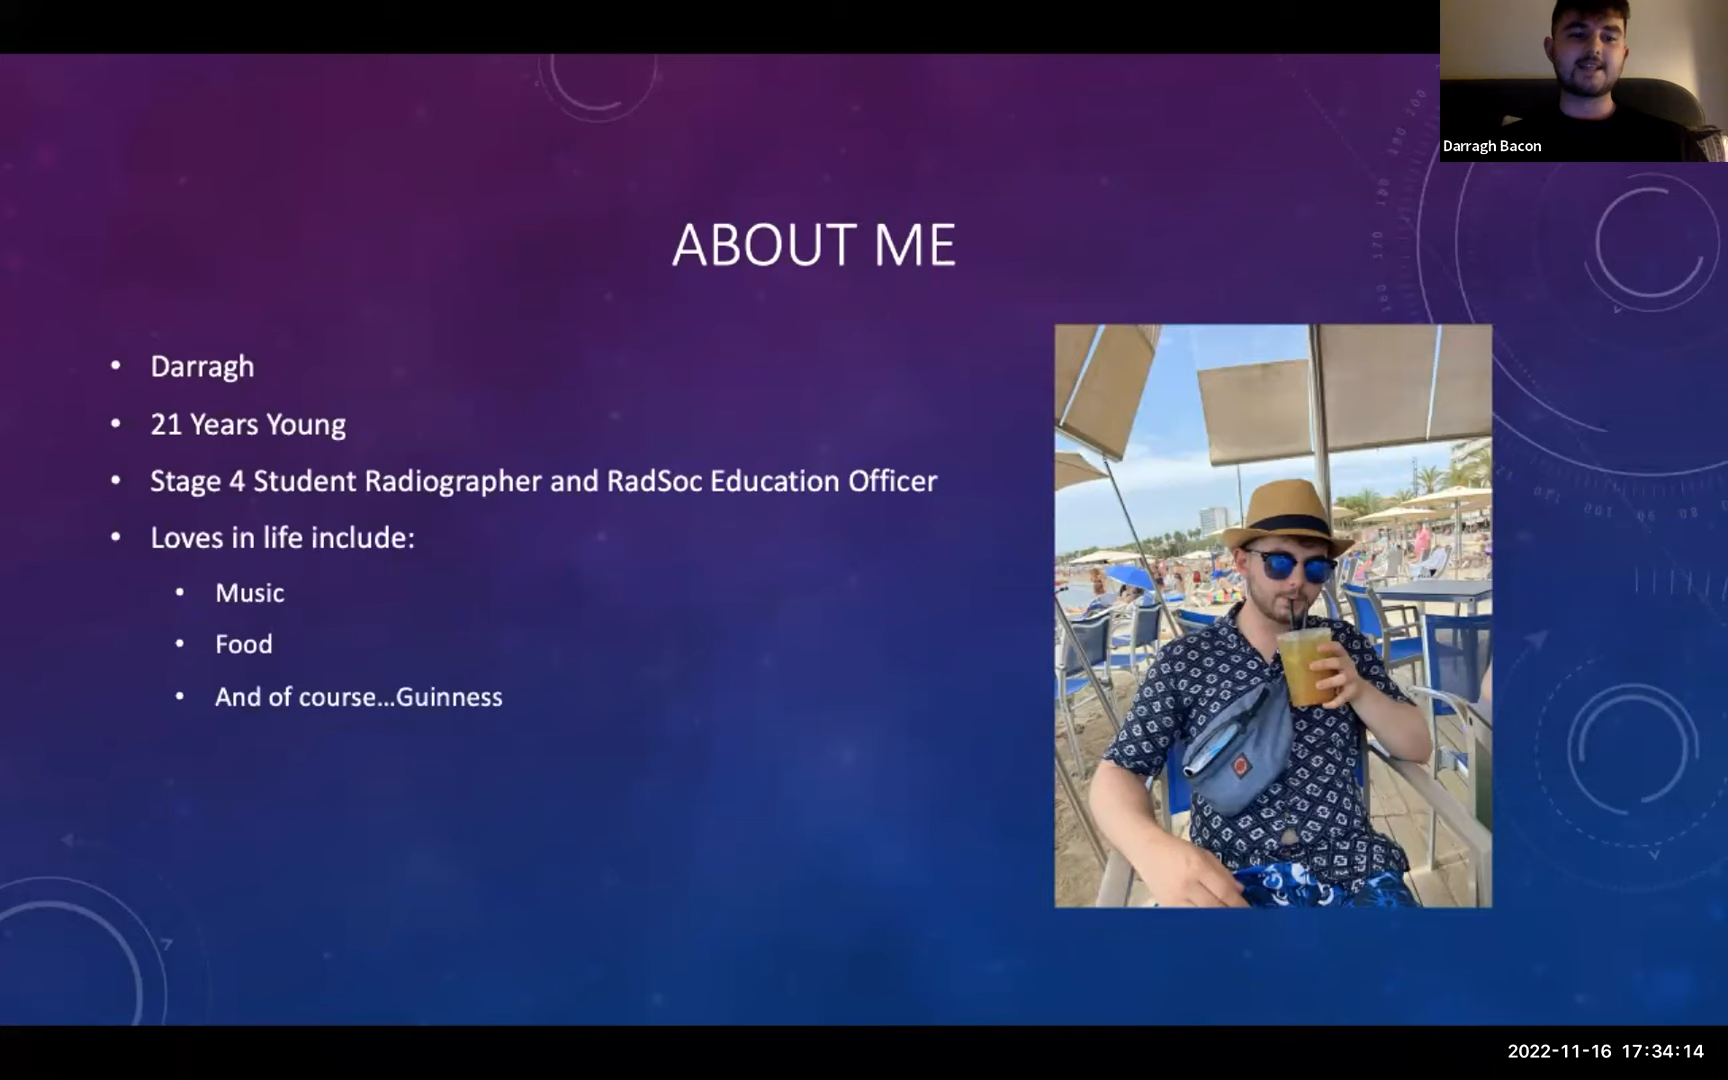 Darragh Bacon
ABOUT ME
• Darragh
• 21 Years Young
• Stage 4 Student Radiographer and RadSoc Education Officer
• Loves in life include:
• Music
• Food
• And of course...Guinness
2022-11-16 17:34:14